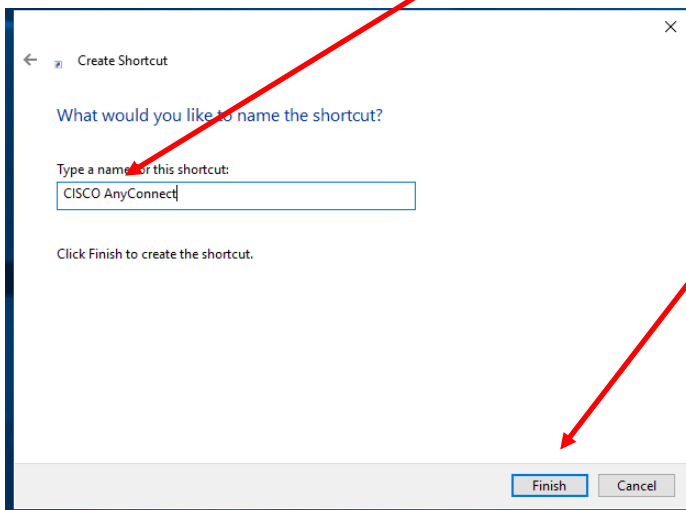 Create Shortcut
What would you like to name the shortcut?
Type a name for this shortcut:
CISCO AnyConnect
Click Finish to create the shortcut.
Finish Cancel